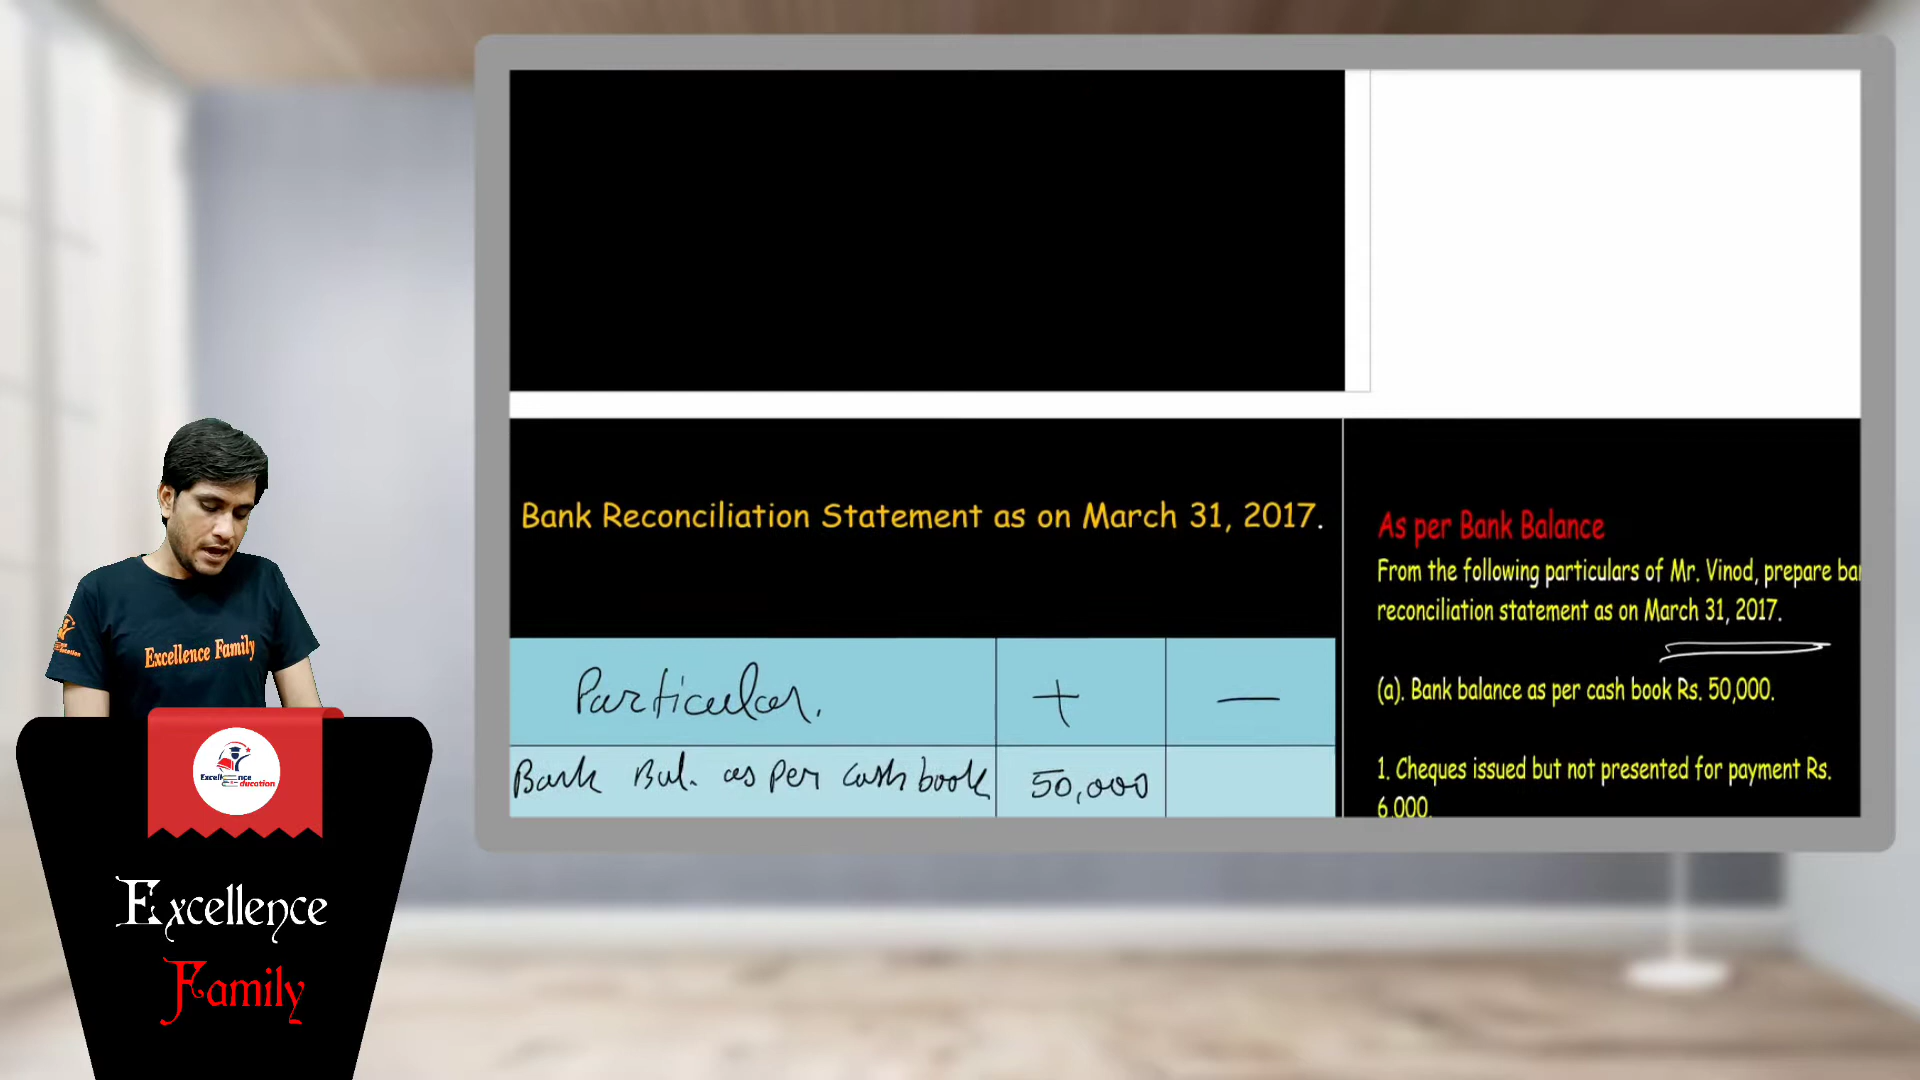 Bank Reconciliation Statement as on March 31, 2017.
Particular. + —
Bank Bal. as per cash book 50,000
As per Bank Balance
From the following particulars of Mr. Vinod, prepare ba
reconciliation statement as on March 31, 2017.
(a). Bank balance as per cash book Rs. 50,000.
1. Cheques issued but not presented for payment Rs.
6,000.
Excellence Family
Excellence
Education
Excellence
Family